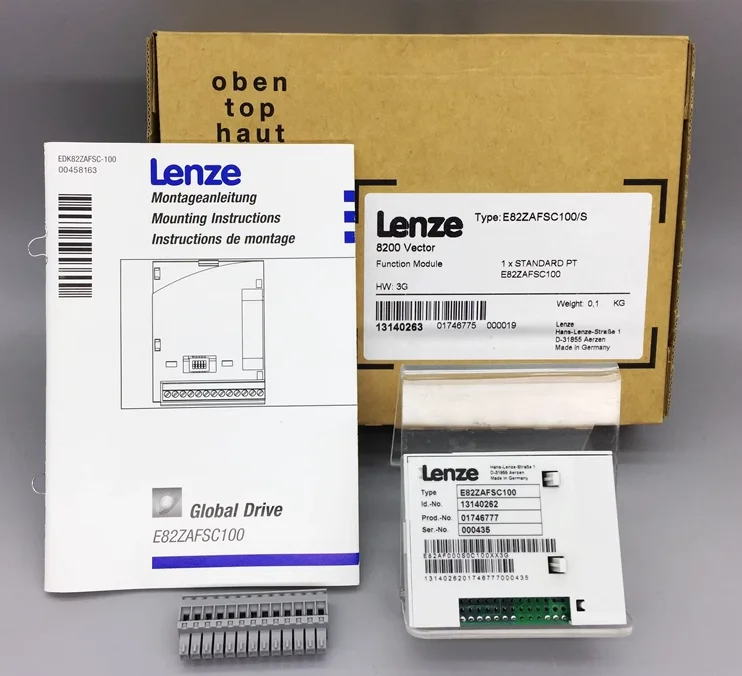 oben
top
haut
EDK82ZAFSC-100
00458163
Lenze
Montageanleitung
Mounting Instructions
Instructions de montage
Global Drive
E82ZAFSC100
Lenze
Type: E82ZAFSC100/S
8200 Vector
Function Module
1 x STANDARD PT
E82ZAFSC100
HW: 3G
Weight: 0,1 KG
13140263 01746775 000019
Lenze
Hans-Lenze-Straße 1
D-31855 Aerzen
Made in Germany
Lenze
Hans-Lenze-Straße 1
D-31855 Aerzen
Made in Germany
Type E82ZAFSC100
Id.-No. 13140262
Prod.-No. 01746777
Ser.-No. 000435
E82AF000S0C100XX3G
1314026201746777000435